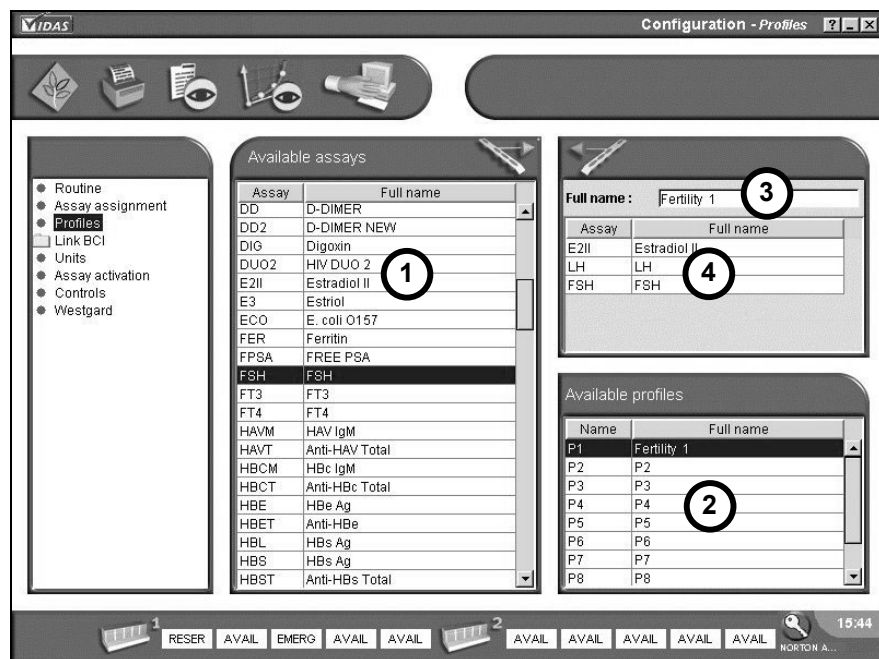 VIDAS
Configuration - Profiles
Routine
Assay assignment
Profiles
Link BCI
Units
Assay activation
Controls
Westgard
Available assays
Assay Full name
DD D-DIMER
DD2 D-DIMER NEW
DIG Digoxin
DUO2 HIV DUO 2
E2II Estradiol II
E3 Estriol
ECO E. coli O157
FER Ferritin
FPSA FREE PSA
FSH FSH
FT3 FT3
FT4 FT4
HAVM HAV IgM
HAVT Anti-HAV Total
HBCM HBc IgM
HBCT Anti-HBc Total
HBE HBe Ag
HBET Anti-HBe
HBL HBs Ag
HBS HBs Ag
HBST Anti-HBs Total
1
Full name : Fertility 1
3
Assay Full name
E2II Estradiol II
LH LH
FSH FSH
4
Available profiles
Name Full name
P1 Fertility 1
P2 P2
P3 P3
P4 P4
P5 P5
P6 P6
P7 P7
P8 P8
2
1 RESER AVAIL EMERG AVAIL AVAIL 2 AVAIL AVAIL AVAIL AVAIL AVAIL
15:44
NORTON A...